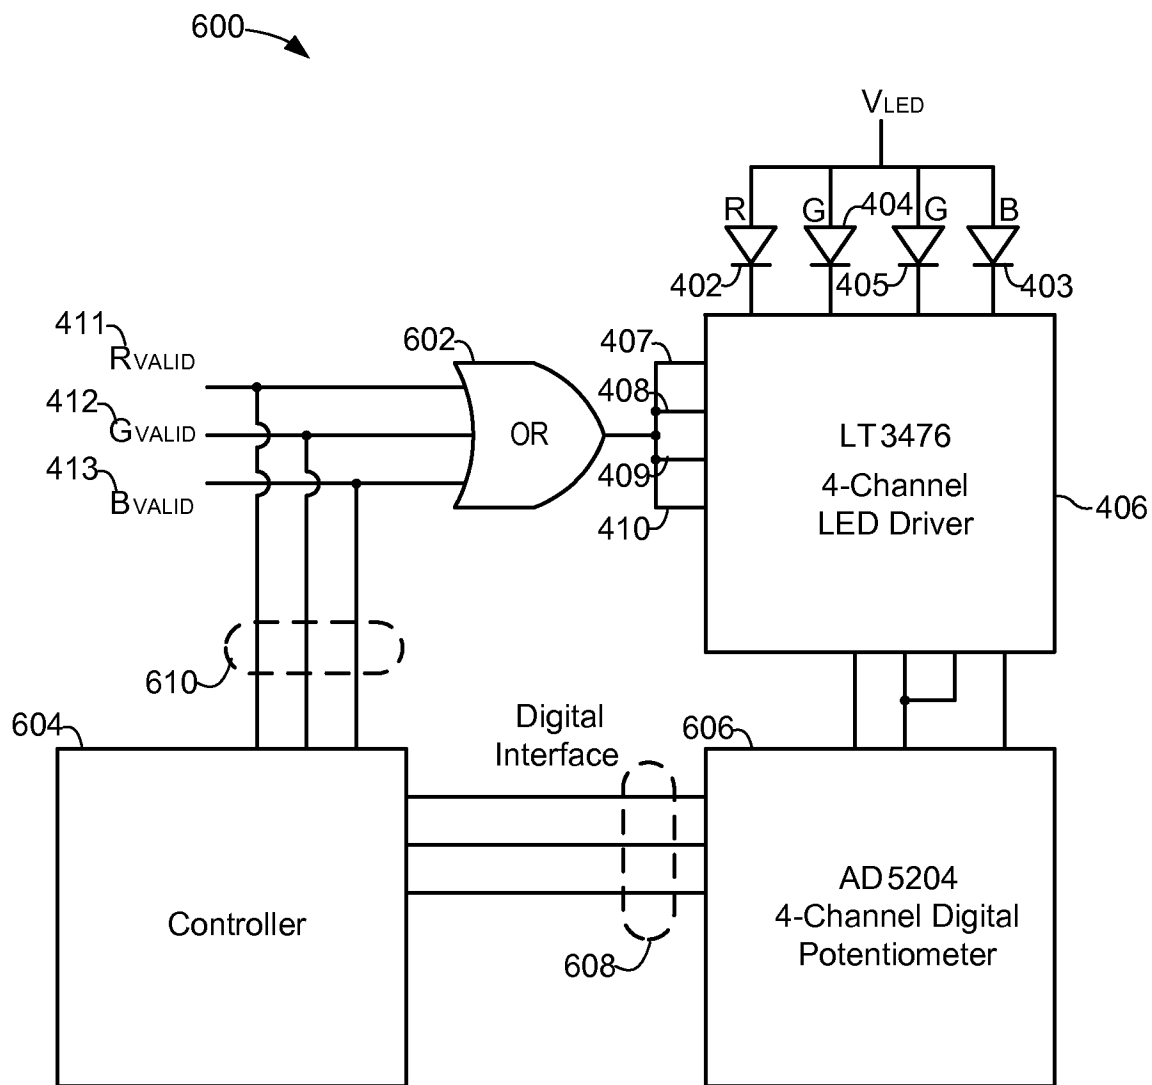 600
VLED
R
G
404
G
B
402
405
403
411
RVALID
602
407
412
GVALID
OR
408
LT3476
4-Channel
LED Driver
413
BVALID
409
410
406
610
604
Digital
Interface
606
Controller
AD5204
4-Channel Digital
Potentiometer
608